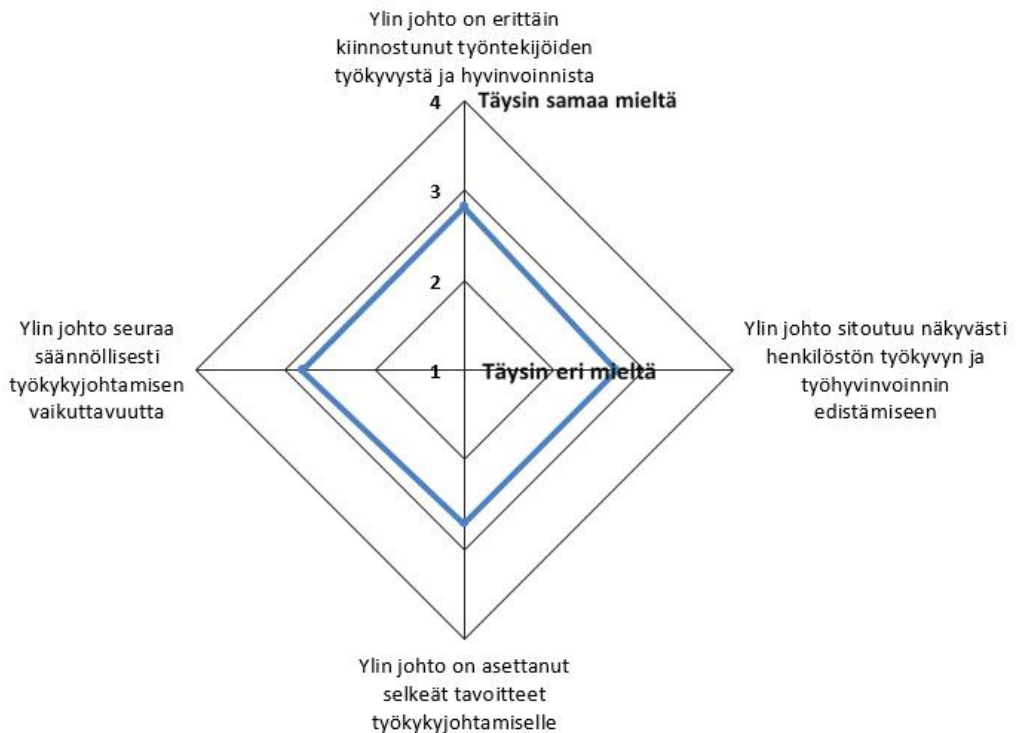 Ylin johto on erittäin
kiinnostunut työntekijöiden
työkyvystä ja hyvinvoinnista
4 Täysin samaa mieltä
3
2
Ylin johto seuraa
säännöllisesti
työkykyjohtamisen
vaikuttavuutta
1 Täysin eri mieltä
Ylin johto sitoutuu näkyvästi
henkilöstön työkyvyn ja
työhyvinvoinnin
edistämiseen
Ylin johto on asettanut
selkeät tavoitteet
työkykyjohtamiselle